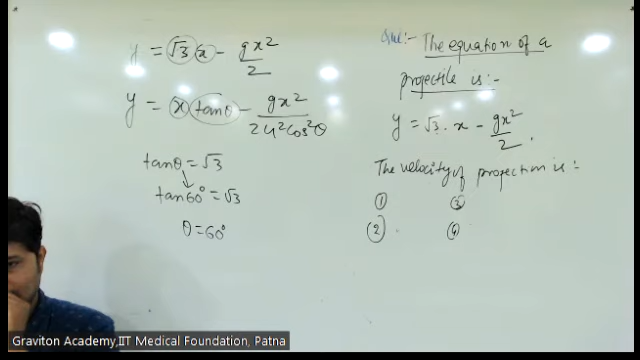 y = √3 x - gx²/2
y = x tanθ - gx²/2u²cos²θ
tanθ = √3
tan60° = √3
θ = 60°
Que:- The equation of a
projectile is:-
y = √3 . x - gx²/2 .
The velocity of projection is :-
① ③
② ④
Graviton Academy,IIT Medical Foundation, Patna